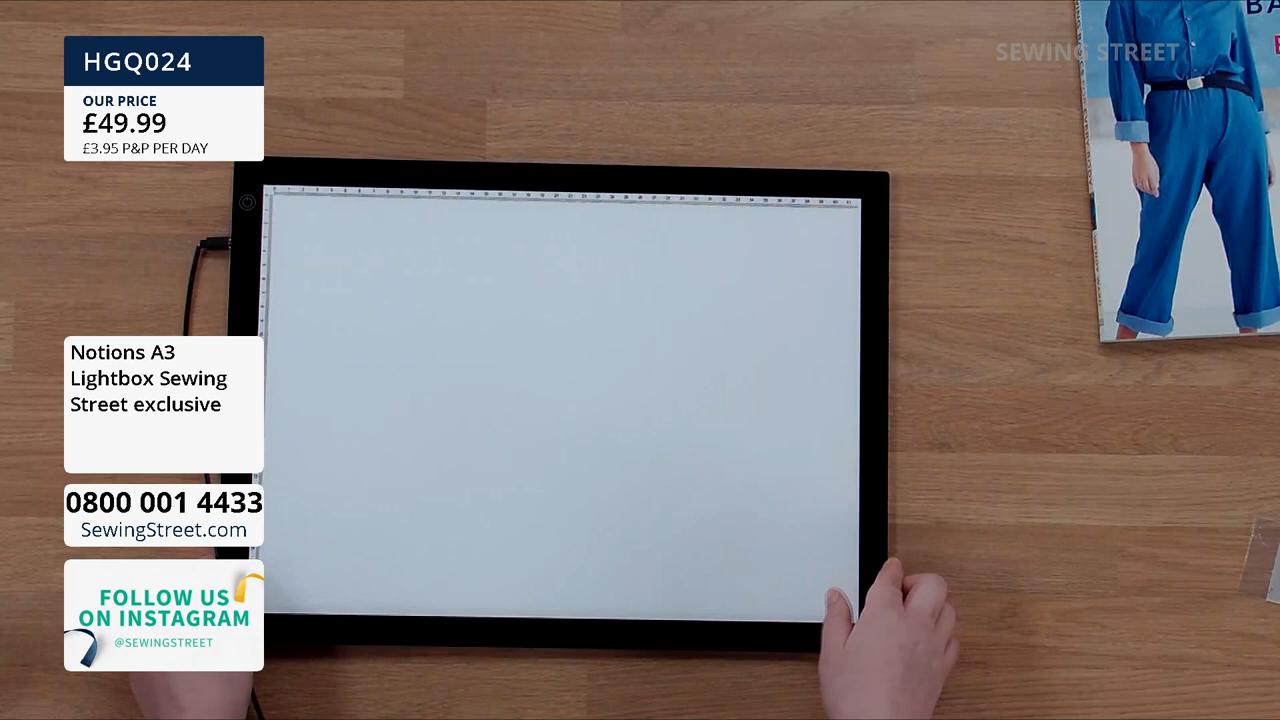 HGQ024
OUR PRICE
£49.99
£3.95 P&P PER DAY
Notions A3
Lightbox Sewing
Street exclusive
0800 001 4433
SewingStreet.com
FOLLOW US
ON INSTAGRAM
@SEWINGSTREET
SEWING STREET